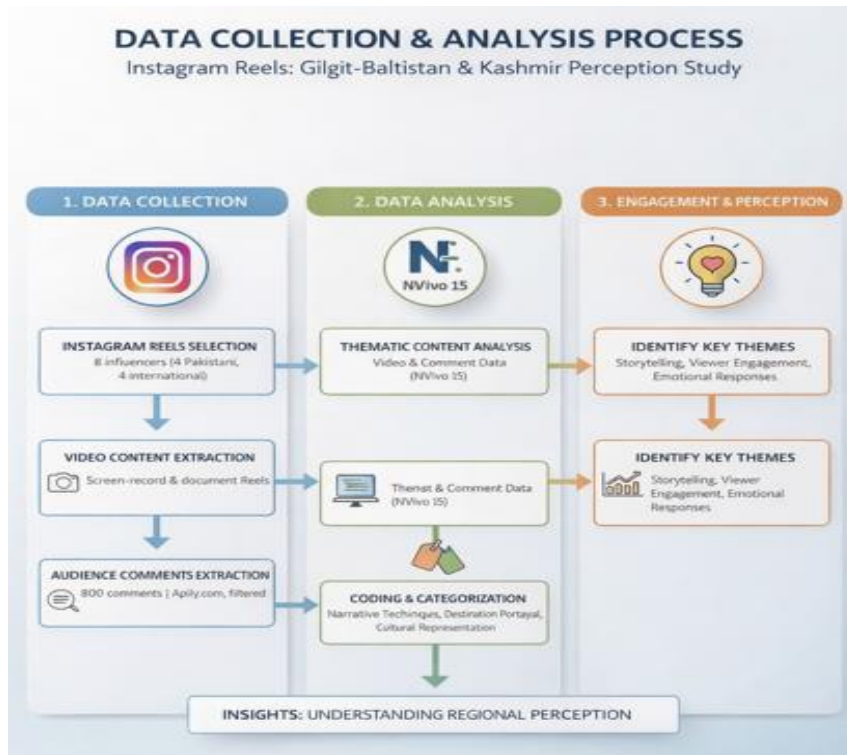 DATA COLLECTION & ANALYSIS PROCESS
Instagram Reels: Gilgit-Baltistan & Kashmir Perception Study
1. DATA COLLECTION
INSTAGRAM REELS SELECTION
8 influencers (4 Pakistani,
4 international)
VIDEO CONTENT EXTRACTION
Screen-record & document Reels
AUDIENCE COMMENTS EXTRACTION
800 comments | Apily.com, filtered
2. DATA ANALYSIS
N
NVivo 15
THEMATIC CONTENT ANALYSIS
Video & Comment Data
(NVivo 15)
Themat & Comment Data
(NVivo 15)
CODING & CATEGORIZATION
Narrative Techinqus, Destination Portayal,
Cultural Representation
3. ENGAGEMENT & PERCEPTION
IDENTIFY KEY THEMES
Storytelling, Viewer Engagement,
Emotional Responses
IDENTIFY KEY THEMES
Storytelling, Viewer
Engagement, Emotional
Responses
INSIGHTS: UNDERSTANDING REGIONAL PERCEPTION